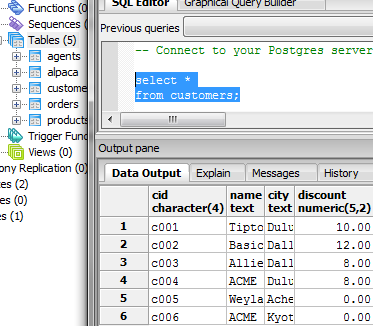 Functions (0)
Sequences (0)
Tables (5)
agents
alpaca
custome
orders
products
Trigger Func
Views (0)
ony Replication (0)
es (2)
es (0)
s (1)
SQL Editor
Graphical Query Builder
Previous queries
-- Connect to your Postgres server
select *
from customers;
Output pane
Data Output Explain Messages History
cid name city discount
character(4) text text numeric(5,2)
1 c001 Tipto Dulu 10.00
2 c002 Basic Dall 12.00
3 c003 Allie Dall 8.00
4 c004 ACME Dulu 8.00
5 c005 Weyla Ache 0.00
6 c006 ACME Kyot 0.00